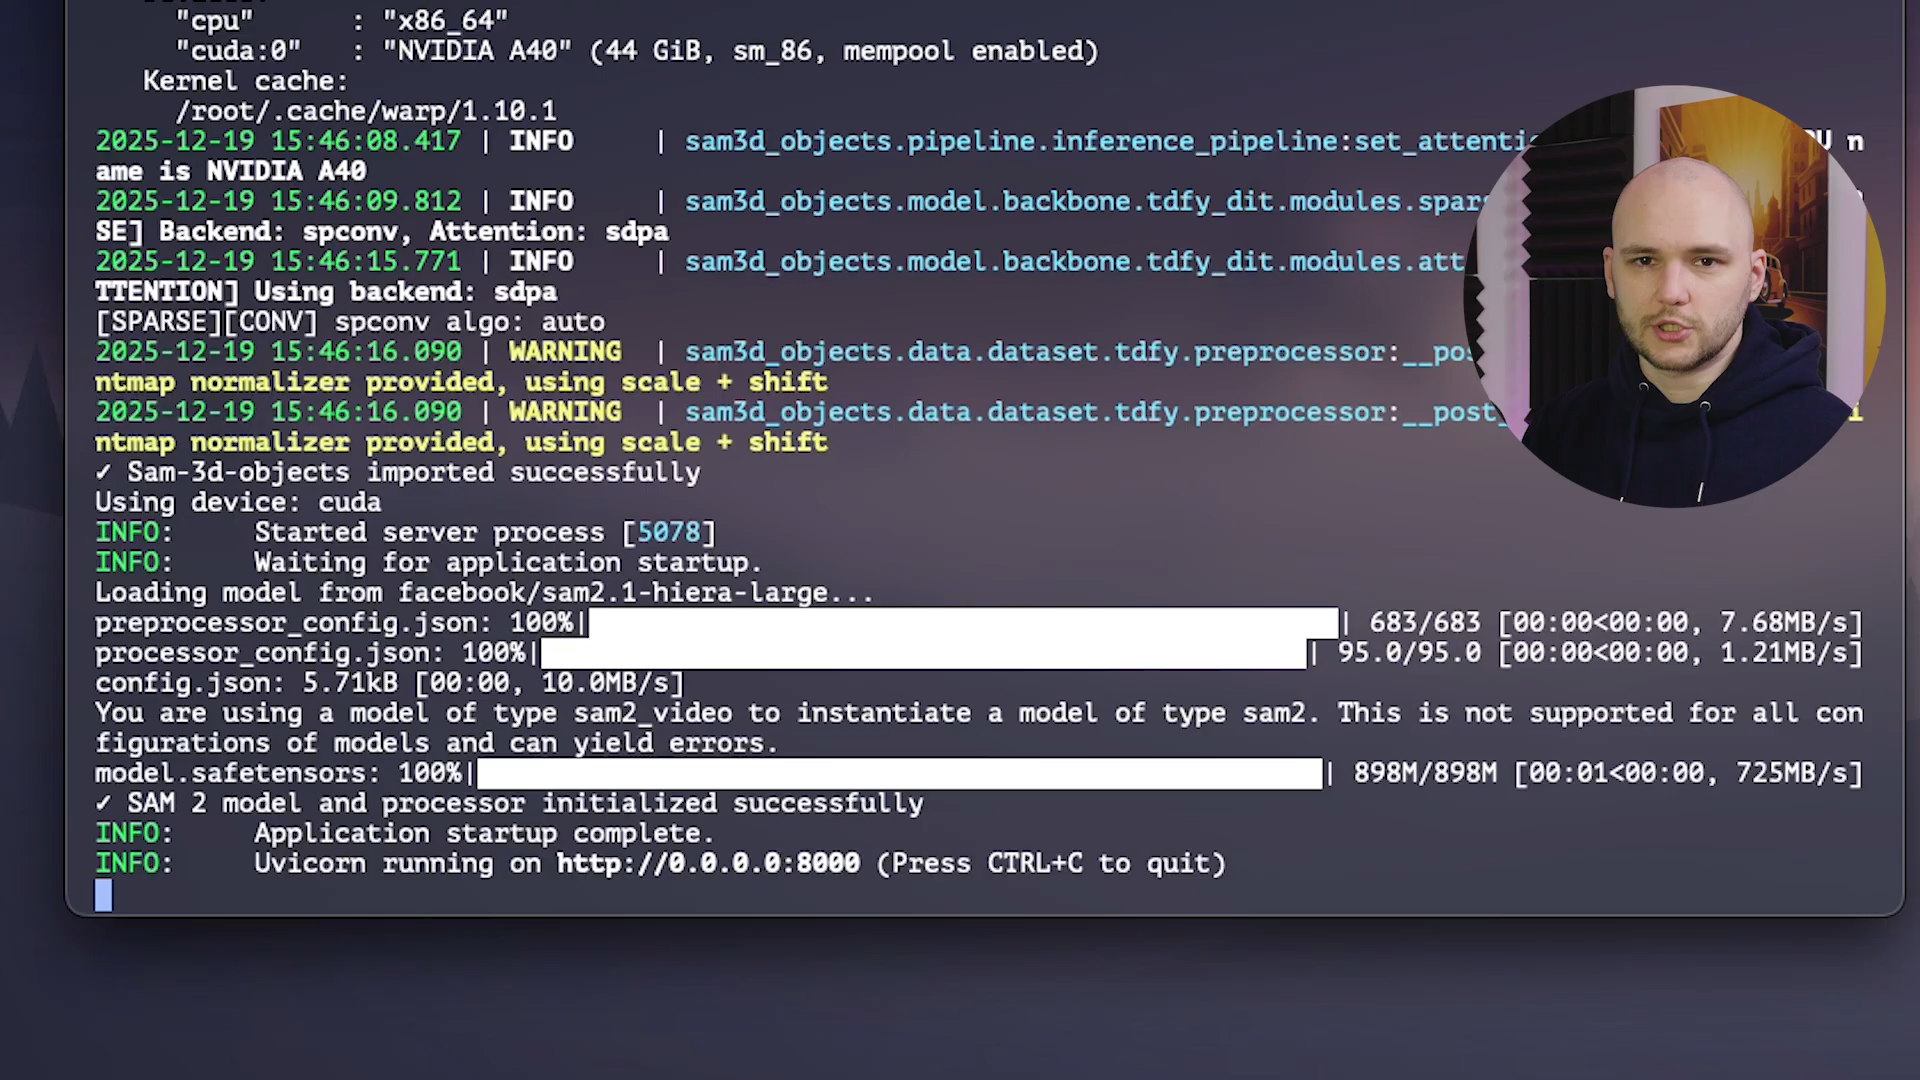 "cpu"      : "x86_64"
"cuda:0"   : "NVIDIA A40" (44 GiB, sm_86, mempool enabled)
Kernel cache:
/root/.cache/warp/1.10.1
2025-12-19 15:46:08.417 | INFO     | sam3d_objects.pipeline.inference_pipeline:set_attenti n
ame is NVIDIA A40
2025-12-19 15:46:09.812 | INFO     | sam3d_objects.model.backbone.tdfy_dit.modules.spars
SE] Backend: spconv, Attention: sdpa
2025-12-19 15:46:15.771 | INFO     | sam3d_objects.model.backbone.tdfy_dit.modules.att
TTENTION] Using backend: sdpa
[SPARSE][CONV] spconv algo: auto
2025-12-19 15:46:16.090 | WARNING  | sam3d_objects.data.dataset.tdfy.preprocessor:__pos
ntmap normalizer provided, using scale + shift
2025-12-19 15:46:16.090 | WARNING  | sam3d_objects.data.dataset.tdfy.preprocessor:__post_ i
ntmap normalizer provided, using scale + shift
✓ Sam-3d-objects imported successfully
Using device: cuda
INFO:     Started server process [5078]
INFO:     Waiting for application startup.
Loading model from facebook/sam2.1-hiera-large...
preprocessor_config.json: 100%| | 683/683 [00:00<00:00, 7.68MB/s]
processor_config.json: 100%| | 95.0/95.0 [00:00<00:00, 1.21MB/s]
config.json: 5.71kB [00:00, 10.0MB/s]
You are using a model of type sam2_video to instantiate a model of type sam2. This is not supported for all con
figurations of models and can yield errors.
model.safetensors: 100%| | 898M/898M [00:01<00:00, 725MB/s]
✓ SAM 2 model and processor initialized successfully
INFO:     Application startup complete.
INFO:     Uvicorn running on http://0.0.0.0:8000 (Press CTRL+C to quit)